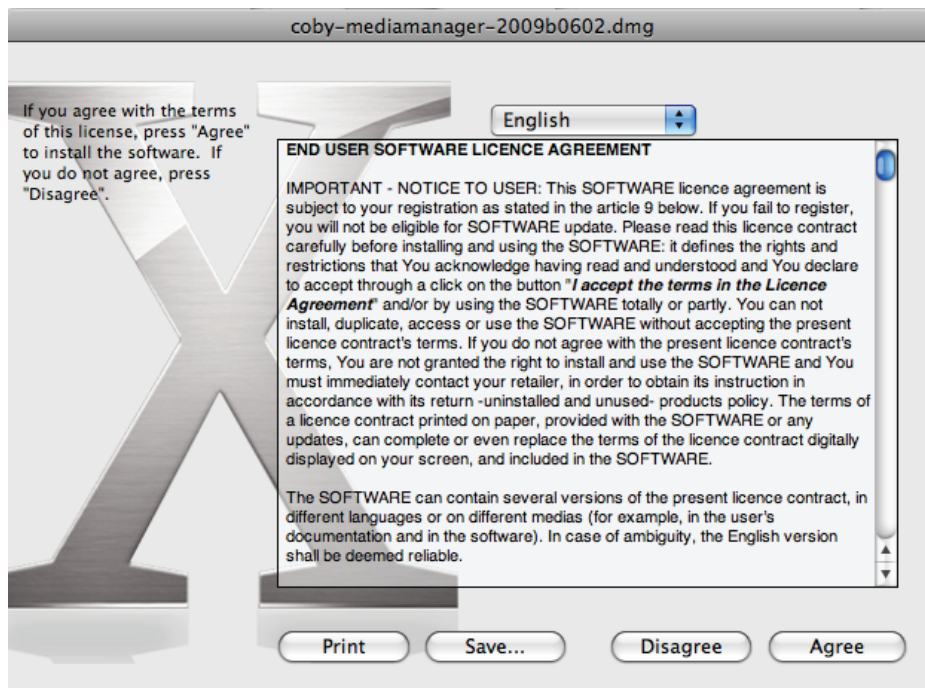 coby-mediamanager-2009b0602.dmg
If you agree with the terms
of this license, press "Agree"
to install the software.  If
you do not agree, press
"Disagree".
English
END USER SOFTWARE LICENCE AGREEMENT
IMPORTANT - NOTICE TO USER: This SOFTWARE licence agreement is
subject to your registration as stated in the article 9 below. If you fail to register,
you will not be eligible for SOFTWARE update. Please read this licence contract
carefully before installing and using the SOFTWARE: it defines the rights and
restrictions that You acknowledge having read and understood and You declare
to accept through a click on the button "I accept the terms in the Licence
Agreement" and/or by using the SOFTWARE totally or partly. You can not
install, duplicate, access or use the SOFTWARE without accepting the present
licence contract's terms. If you do not agree with the present licence contract's
terms, You are not granted the right to install and use the SOFTWARE and You
must immediately contact your retailer, in order to obtain its instruction in
accordance with its return -uninstalled and unused- products policy. The terms of
a licence contract printed on paper, provided with the SOFTWARE or any
updates, can complete or even replace the terms of the licence contract digitally
displayed on your screen, and included in the SOFTWARE.
The SOFTWARE can contain several versions of the present licence contract, in
different languages or on different medias (for example, in the user's
documentation and in the software). In case of ambiguity, the English version
shall be deemed reliable.
Print Save... Disagree Agree